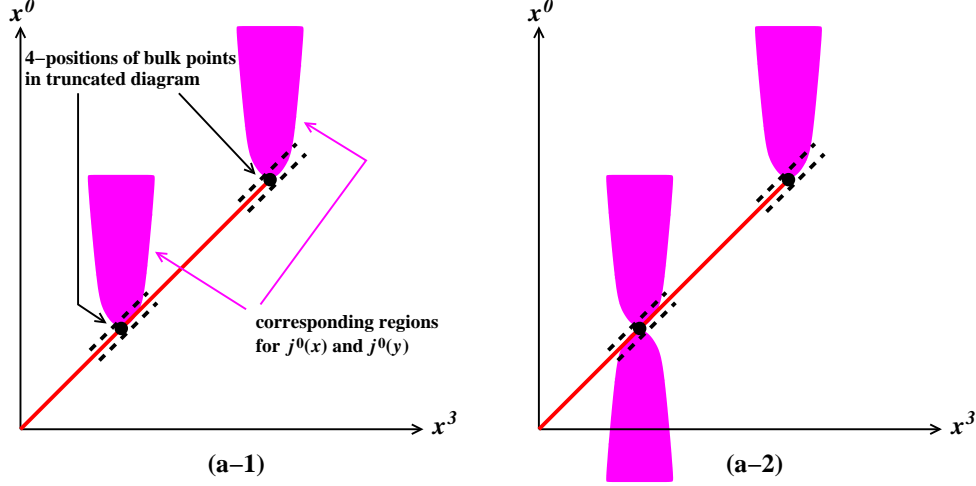 x⁰
4−positions of bulk points
in truncated diagram
corresponding regions
for j⁰(x) and j⁰(y)
x³
(a−1)
x⁰
x³
(a−2)